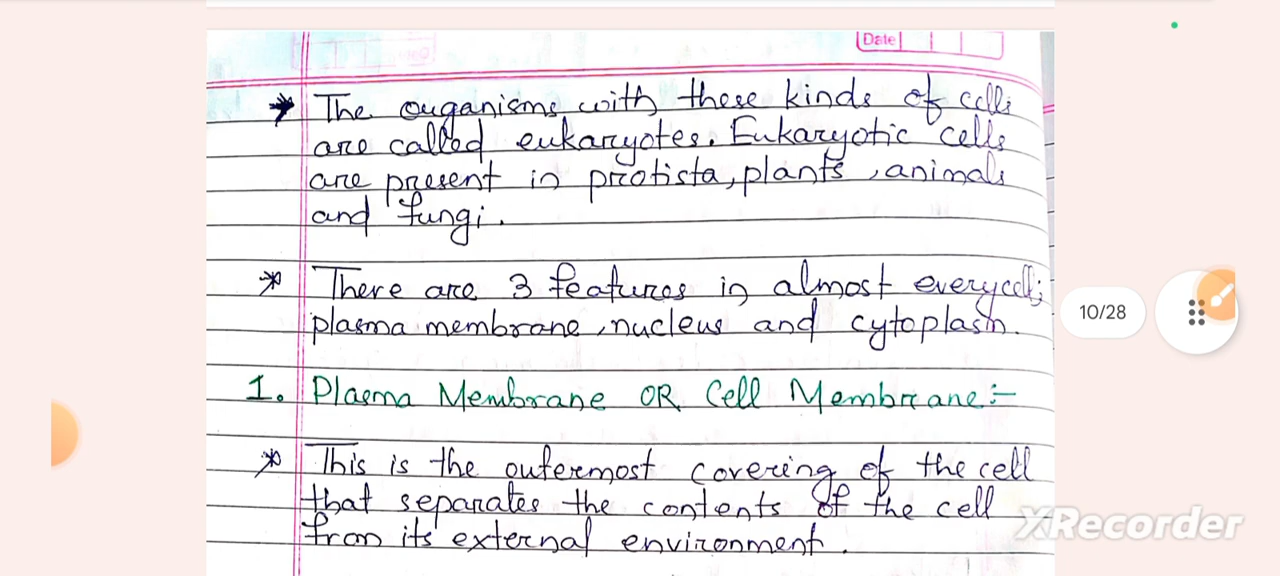 Date
* The organisms with these kinds of cells
are called eukaryotes. Eukaryotic cells
are present in protista, plants, animals
and fungi.
* There are 3 features in almost every cell;
plasma membrane, nucleus and cytoplasm.
10/28
1. Plasma Membrane OR Cell Membrane:-
* This is the outermost covering of the cell
that separates the contents of the cell
from its external environment.
XRecorder